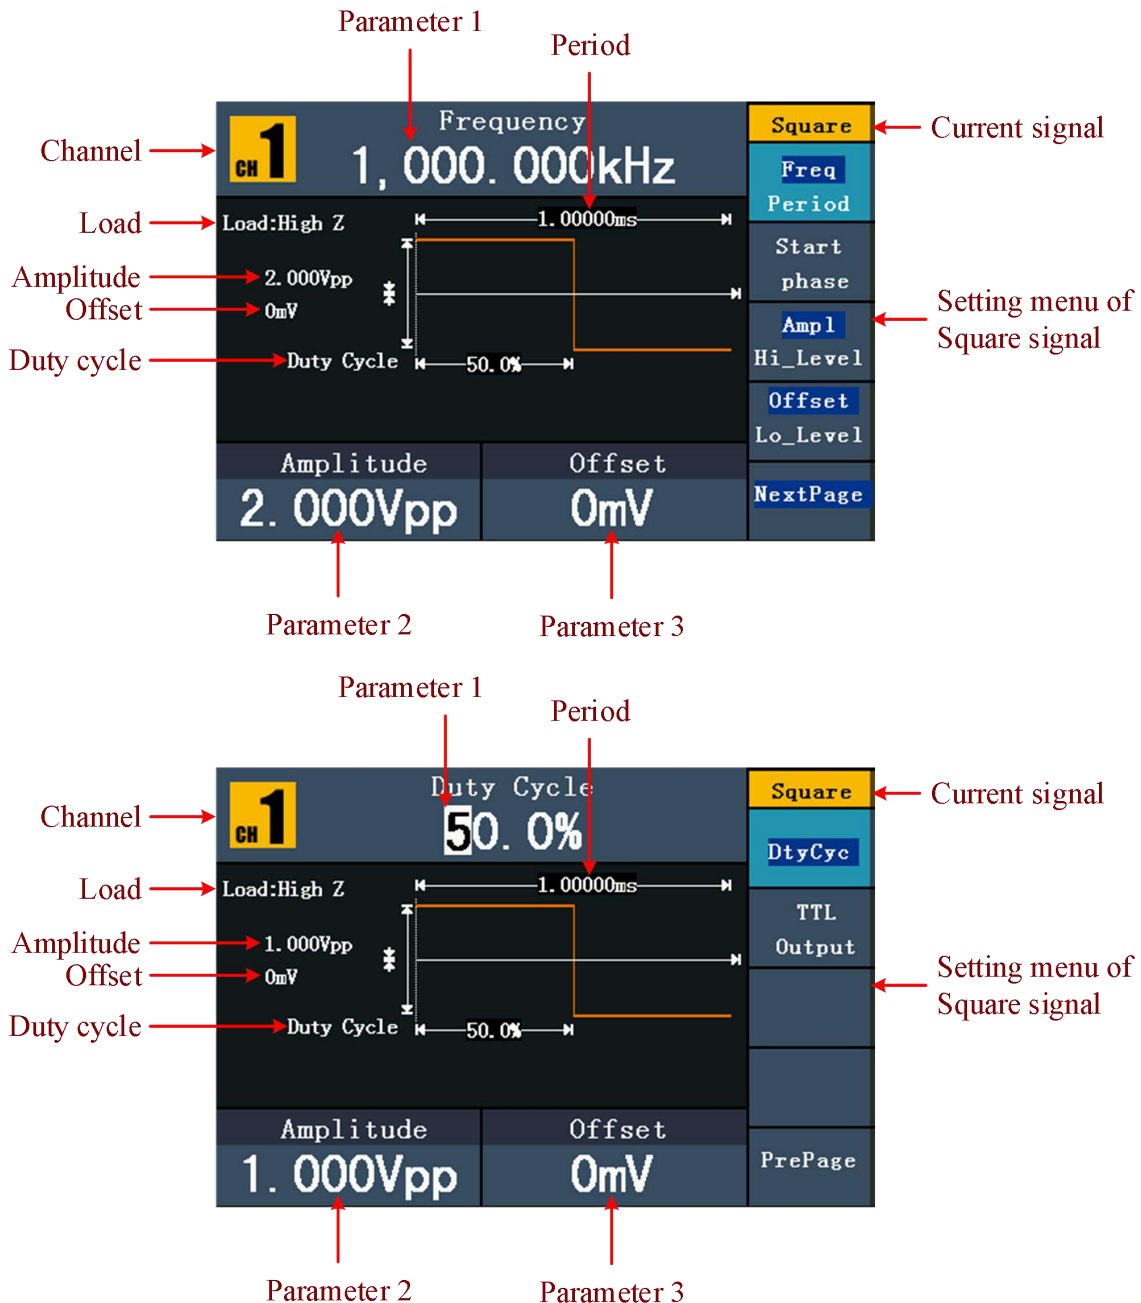 Parameter 1
Period
Channel
CH 1
Frequency
1,000.000kHz
Square
Current signal
Freq
Period
Load
Load:High Z
1.00000ms
Start
phase
Amplitude
2.000Vpp
Offset
0mV
Ampl
Hi_Level
Setting menu of
Square signal
Duty cycle
Duty Cycle
50.0%
Offset
Lo_Level
Amplitude
2.000Vpp
Offset
0mV
NextPage
Parameter 2
Parameter 3
Parameter 1
Period
Channel
CH 1
Duty Cycle
50.0%
Square
Current signal
DtyCyc
Load
Load:High Z
1.00000ms
TTL
Output
Amplitude
1.000Vpp
Offset
0mV
Setting menu of
Square signal
Duty cycle
Duty Cycle
50.0%
Amplitude
1.000Vpp
Offset
0mV
PrePage
Parameter 2
Parameter 3